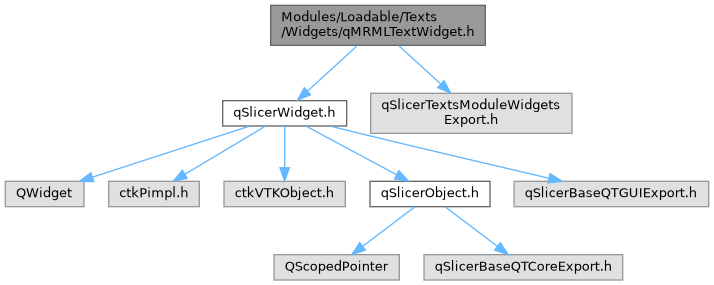 Modules/Loadable/Texts
/Widgets/qMRMLTextWidget.h
qSlicerWidget.h
qSlicerTextsModuleWidgets
Export.h
QWidget
ctkPimpl.h
ctkVTKObject.h
qSlicerObject.h
qSlicerBaseQTGUIExport.h
QScopedPointer
qSlicerBaseQTCoreExport.h